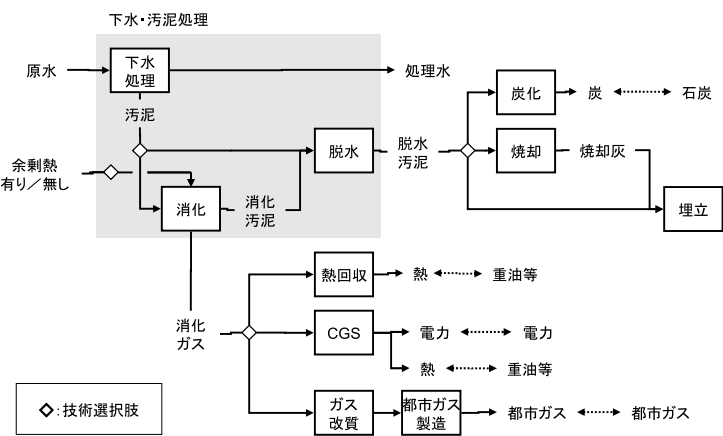 下水・汚泥処理
原水
下水
処理
処理水
汚泥
炭化
炭
石炭
余剰熱
有り／無し
脱水
脱水
汚泥
焼却
焼却灰
消化
消化
汚泥
埋立
熱回収
熱
重油等
消化
ガス
CGS
電力
電力
熱
重油等
ガス
改質
都市ガス
製造
都市ガス
都市ガス
◇：技術選択肢